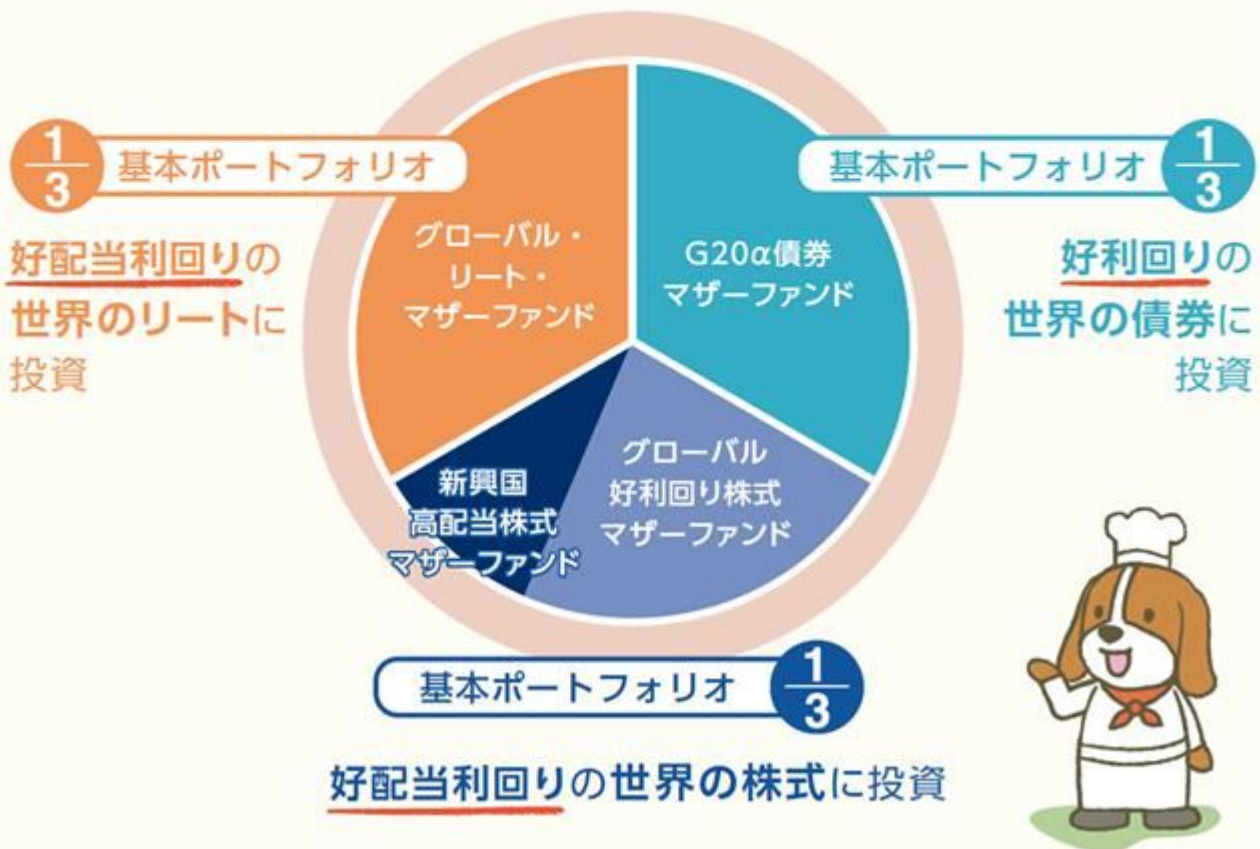 1/3 基本ポートフォリオ
好配当利回りの
世界のリートに
投資
グローバル・
リート・
マザーファンド
G20α債券
マザーファンド
基本ポートフォリオ 1/3
好利回りの
世界の債券に
投資
新興国
高配当株式
マザーファンド
グローバル
好利回り株式
マザーファンド
基本ポートフォリオ 1/3
好配当利回りの世界の株式に投資